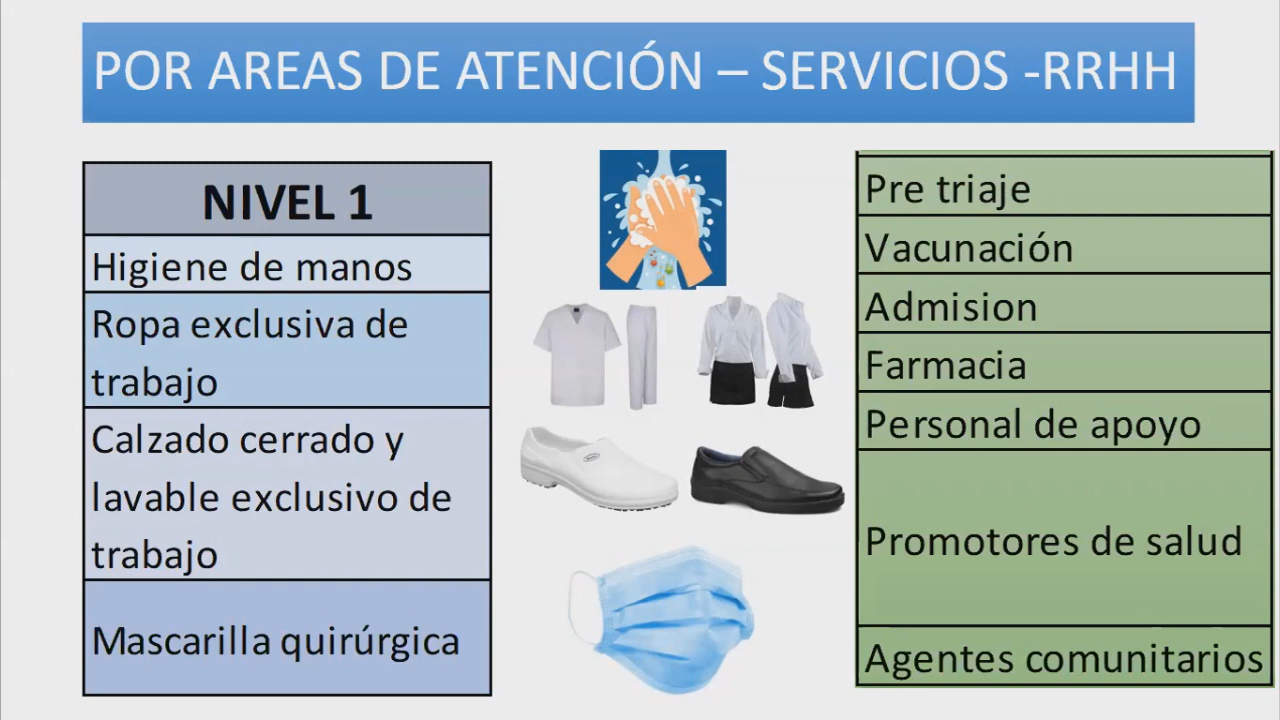 POR AREAS DE ATENCIÓN – SERVICIOS -RRHH
NIVEL 1
Higiene de manos
Ropa exclusiva de
trabajo
Calzado cerrado y
lavable exclusivo de
trabajo
Mascarilla quirúrgica
Pre triaje
Vacunación
Admision
Farmacia
Personal de apoyo
Promotores de salud
Agentes comunitarios